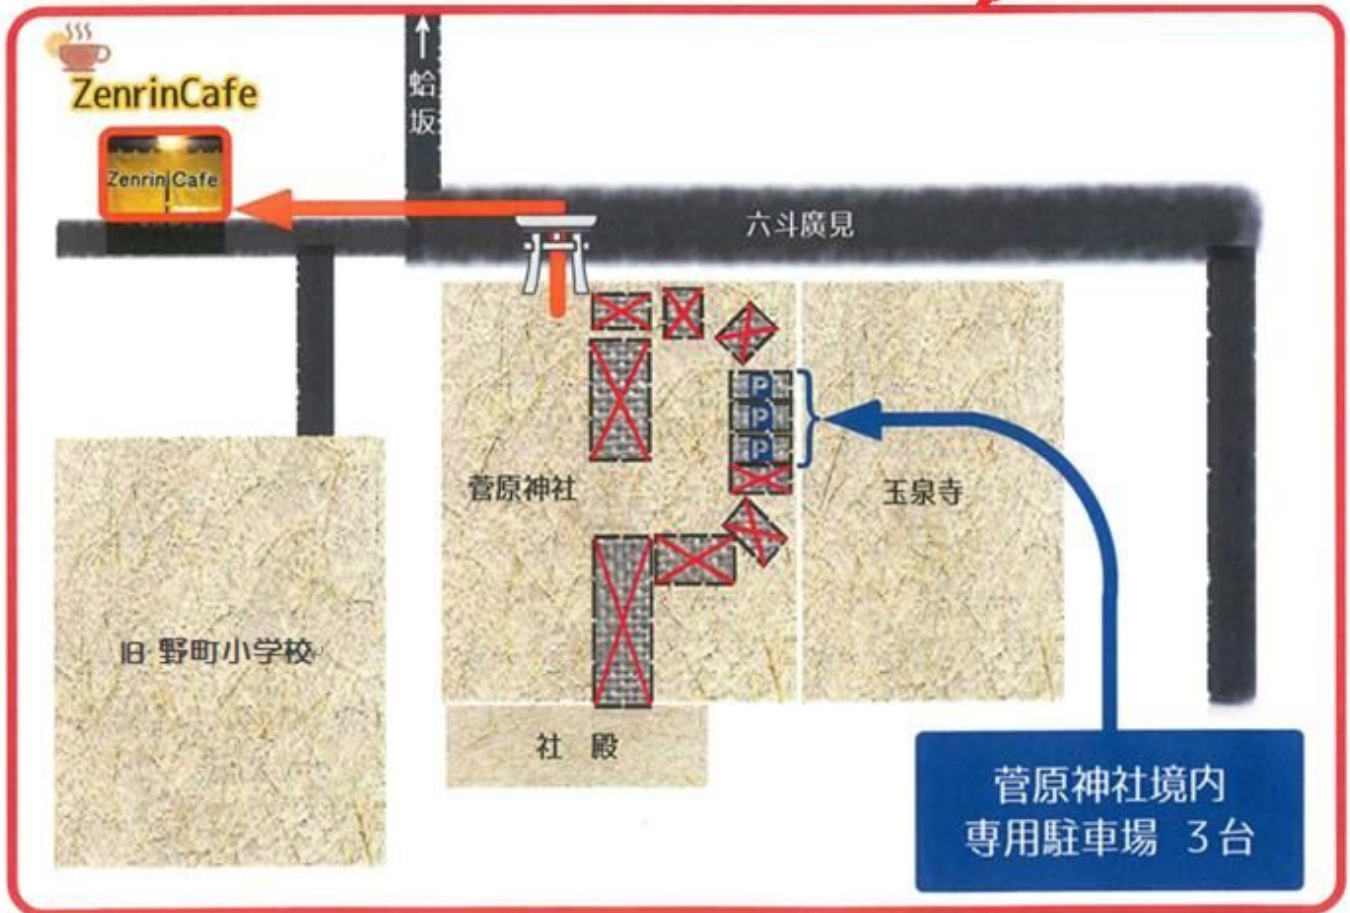 ZenrinCafe
Zenrin Cafe
↑蛤坂
六斗廣見
P
P
P
菅原神社
玉泉寺
旧 野町小学校
社 殿
菅原神社境内
専用駐車場 3台